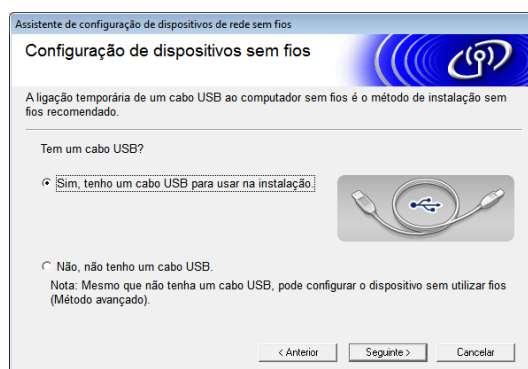 Assistente de configuração de dispositivos de rede sem fios
Configuração de dispositivos sem fios
A ligação temporária de um cabo USB ao computador sem fios é o método de instalação sem
fios recomendado.
Tem um cabo USB?
Sim, tenho um cabo USB para usar na instalação.
Não, não tenho um cabo USB.
Nota: Mesmo que não tenha um cabo USB, pode configurar o dispositivo sem utilizar fios
(Método avançado).
< Anterior
Seguinte >
Cancelar